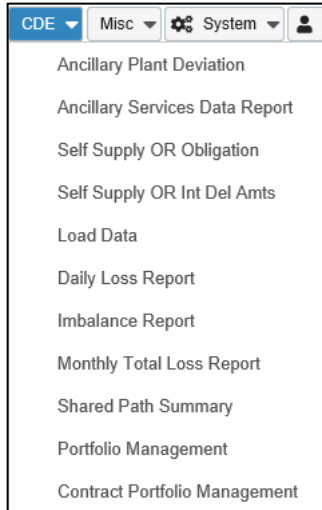 CDE Misc System
Ancillary Plant Deviation
Ancillary Services Data Report
Self Supply OR Obligation
Self Supply OR Int Del Amts
Load Data
Daily Loss Report
Imbalance Report
Monthly Total Loss Report
Shared Path Summary
Portfolio Management
Contract Portfolio Management